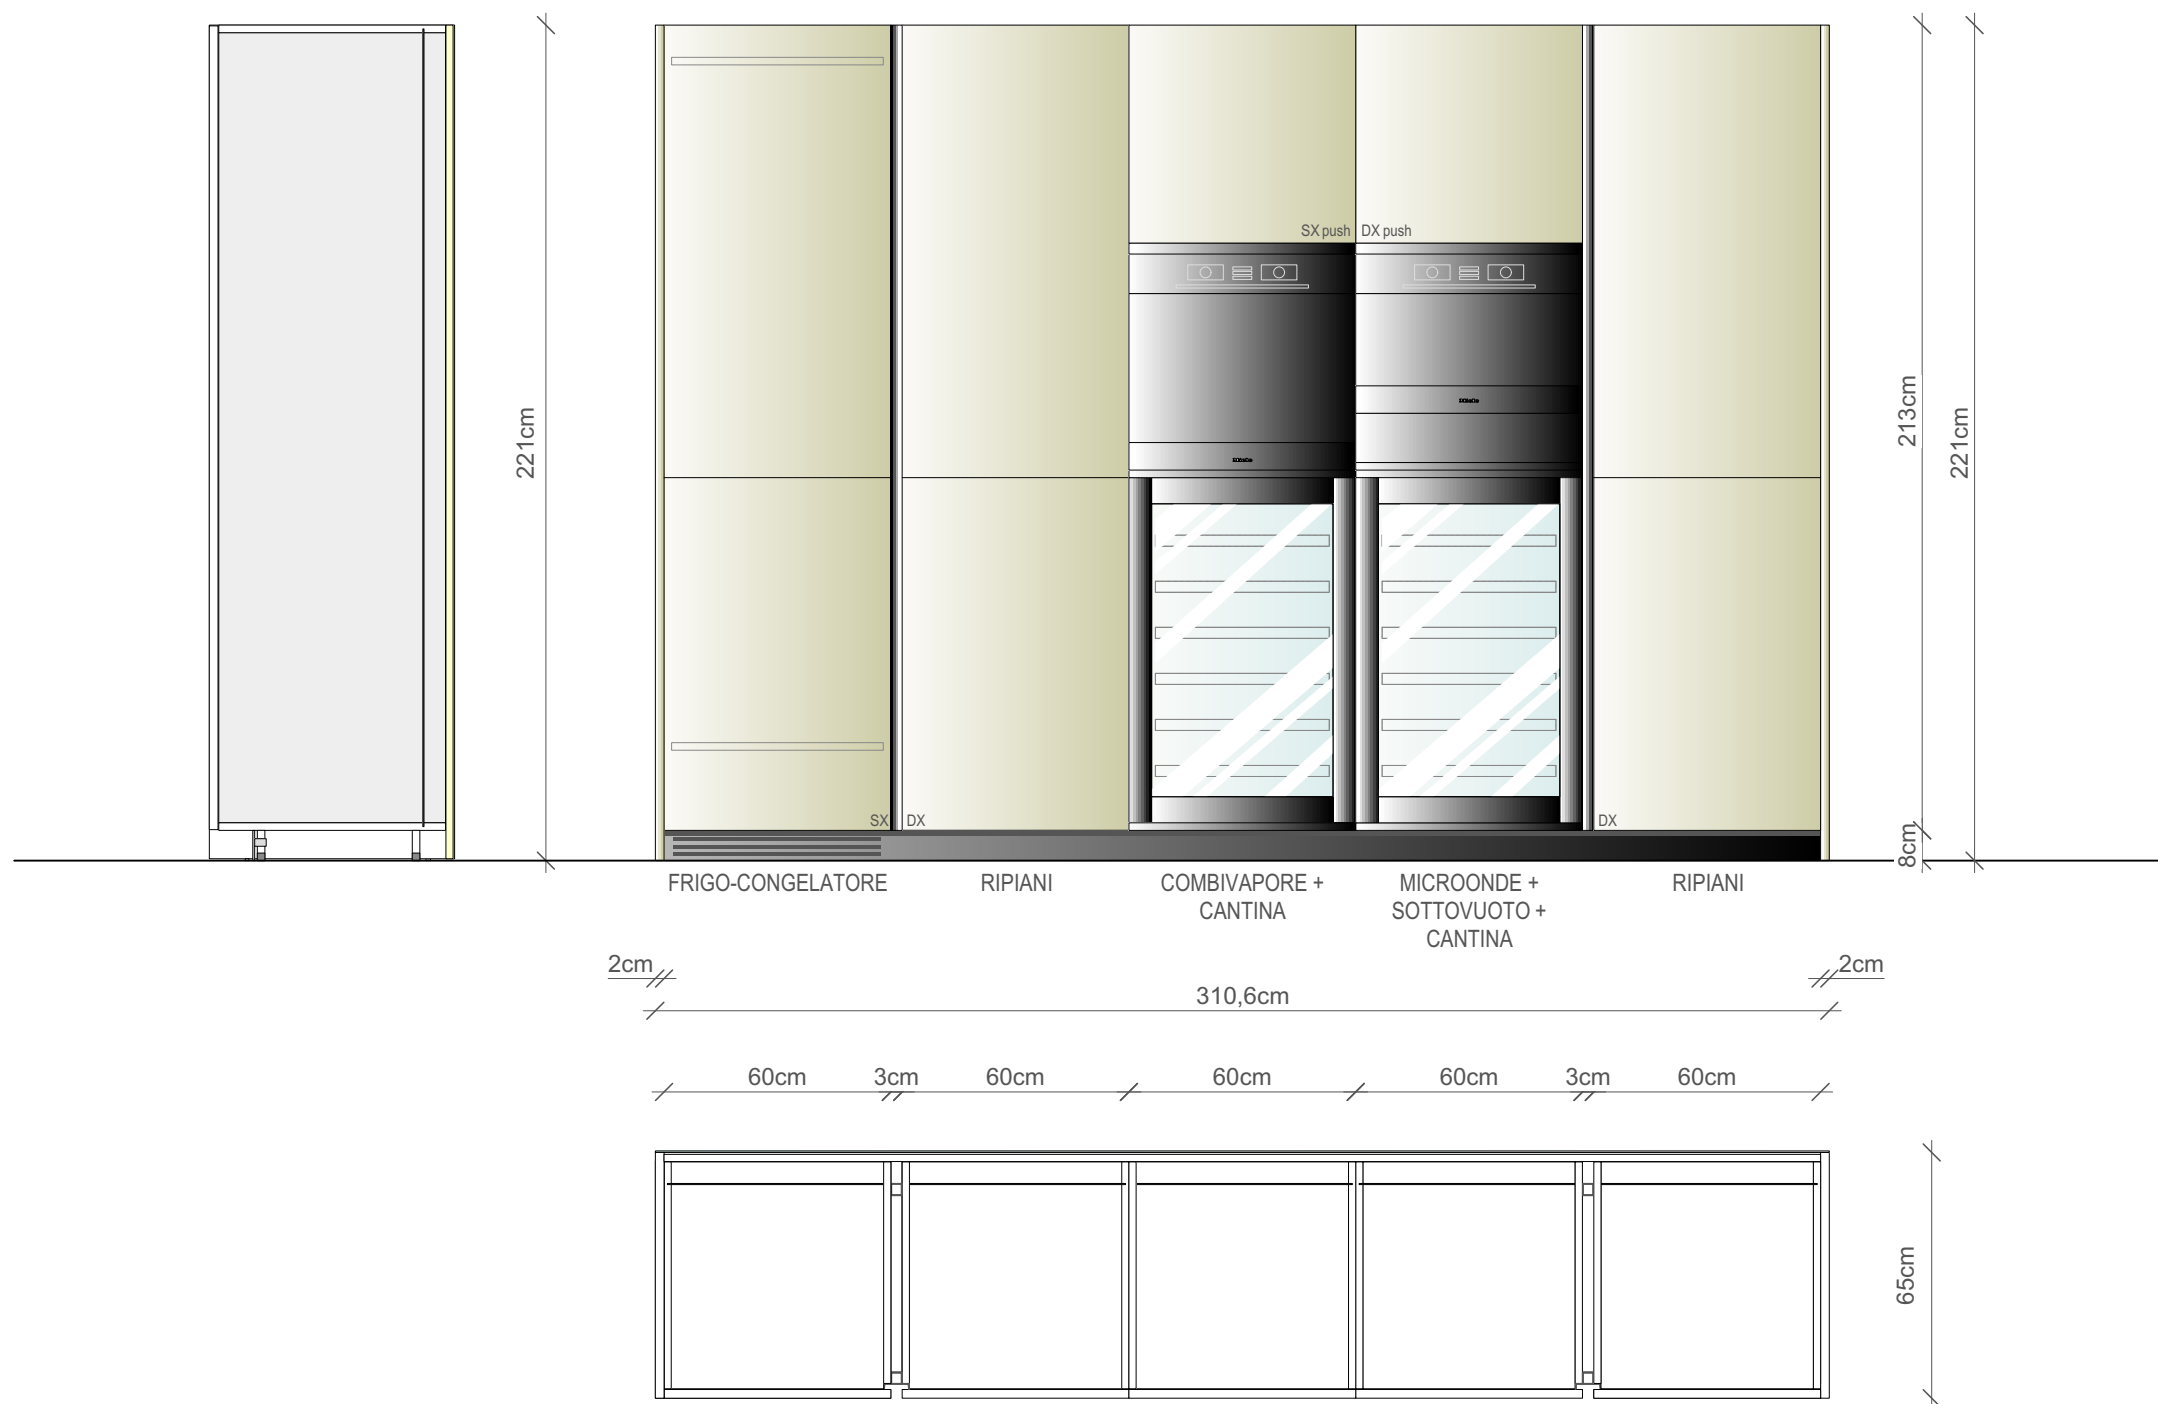 SX push
DX push
221cm
213cm
221cm
SX
DX
DX
8cm
FRIGO-CONGELATORE
RIPIANI
COMBIVAPORE +
CANTINA
MICROONDE +
SOTTOVUOTO +
CANTINA
RIPIANI
2cm
2cm
310,6cm
60cm
3cm
60cm
60cm
60cm
3cm
60cm
65cm